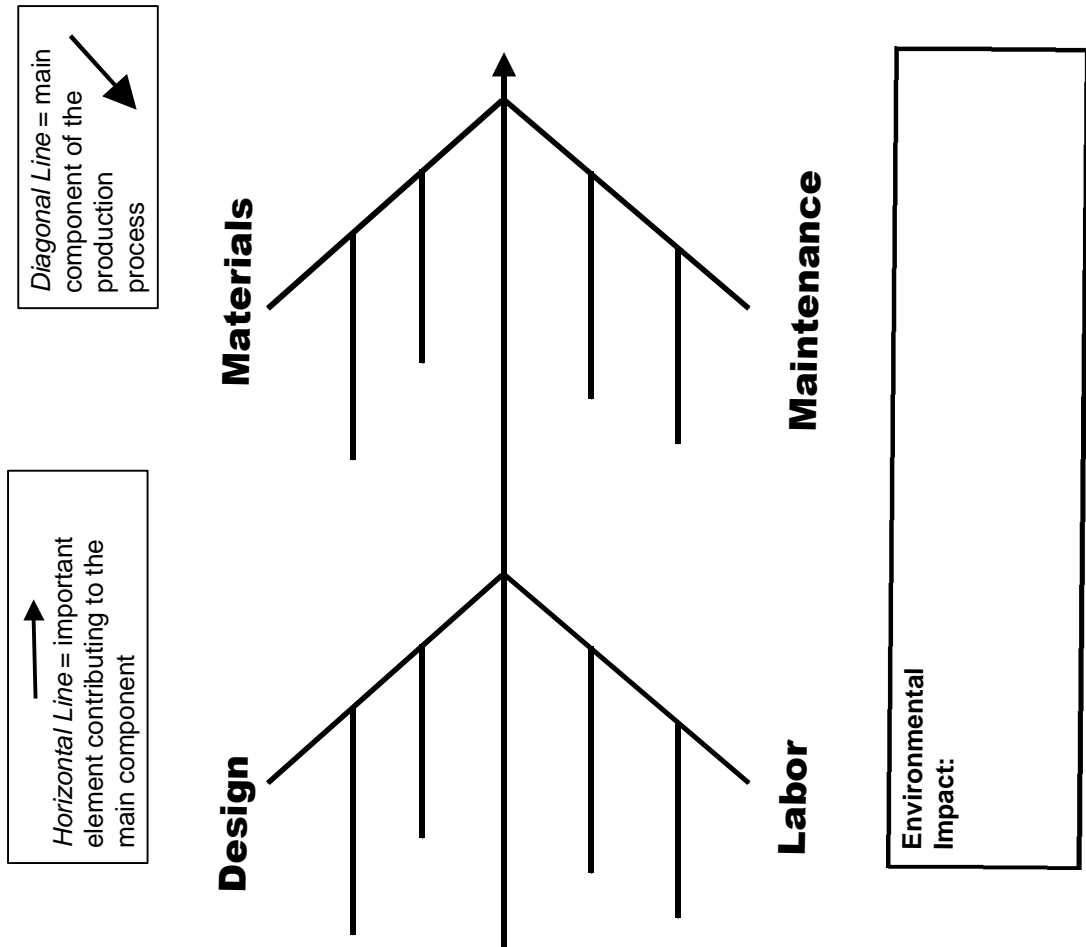 Horizontal Line = important
element contributing to the
main component
Diagonal Line = main
component of the
production
process
Design
Materials
Labor
Maintenance
Environmental
Impact: